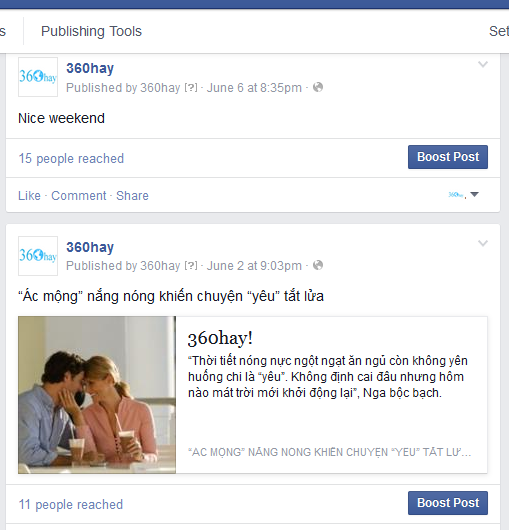 s
Publishing Tools
Set
360hay
360hay
Published by 360hay [?] · June 6 at 8:35pm ·
Nice weekend
15 people reached
Boost Post
Like · Comment · Share
360hay
360hay
360hay
Published by 360hay [?] · June 2 at 9:03pm ·
“Ác mộng” nắng nóng khiến chuyện “yêu” tắt lửa
360hay!
“Thời tiết nóng nực ngột ngạt ăn ngủ còn không yên
huống chi là “yêu”. Không định cai đâu nhưng hôm
nào mát trời mới khởi động lại”, Nga bộc bạch.
“ÁC MỘNG” NẮNG NÓNG KHIẾN CHUYỆN “YÊU” TẮT LỬ...
11 people reached
Boost Post